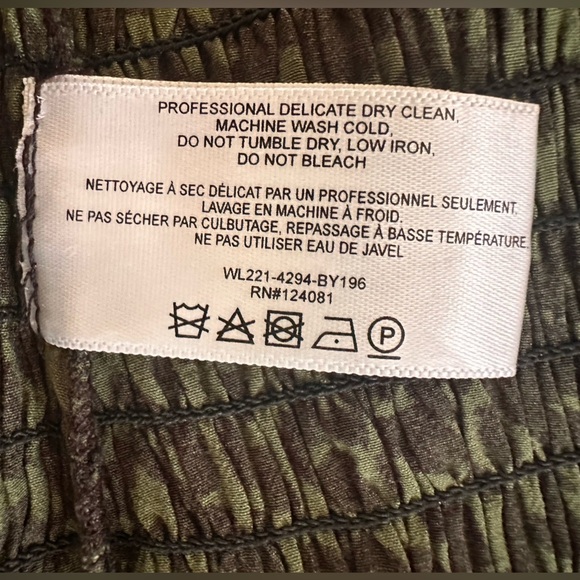 PROFESSIONAL DELICATE DRY CLEAN,
MACHINE WASH COLD,
DO NOT TUMBLE DRY, LOW IRON,
DO NOT BLEACH
NETTOYAGE À SEC DÉLICAT PAR UN PROFESSIONNEL SEULEMENT,
LAVAGE EN MACHINE À FROID.
NE PAS SÉCHER PAR CULBUTAGE, REPASSAGE À BASSE TEMPÉRATURE.
NE PAS UTILISER EAU DE JAVEL
WL221-4294-BY196
RN#124081
P